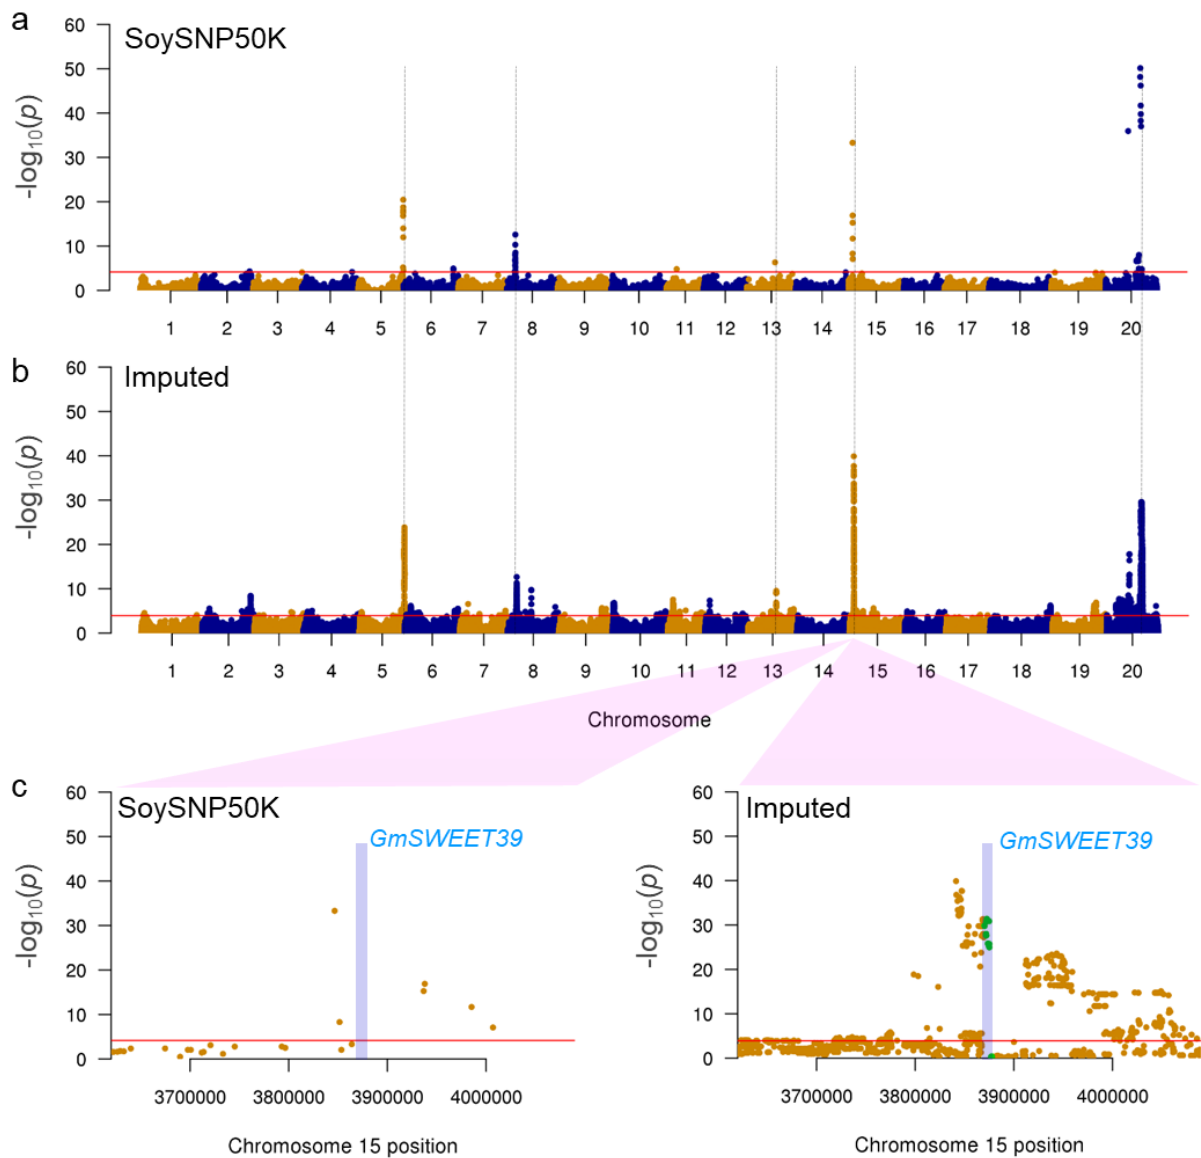 a
SoySNP50K
60
50
40
30
20
10
0
-log10(p)
1 2 3 4 5 6 7 8 9 10 11 12 13 14 15 16 17 18 19 20
b
Imputed
60
50
40
30
20
10
0
-log10(p)
1 2 3 4 5 6 7 8 9 10 11 12 13 14 15 16 17 18 19 20
Chromosome
c
SoySNP50K
GmSWEET39
60
50
40
30
20
10
0
-log10(p)
3700000 3800000 3900000 4000000
Chromosome 15 position
Imputed
GmSWEET39
60
50
40
30
20
10
0
-log10(p)
3700000 3800000 3900000 4000000
Chromosome 15 position